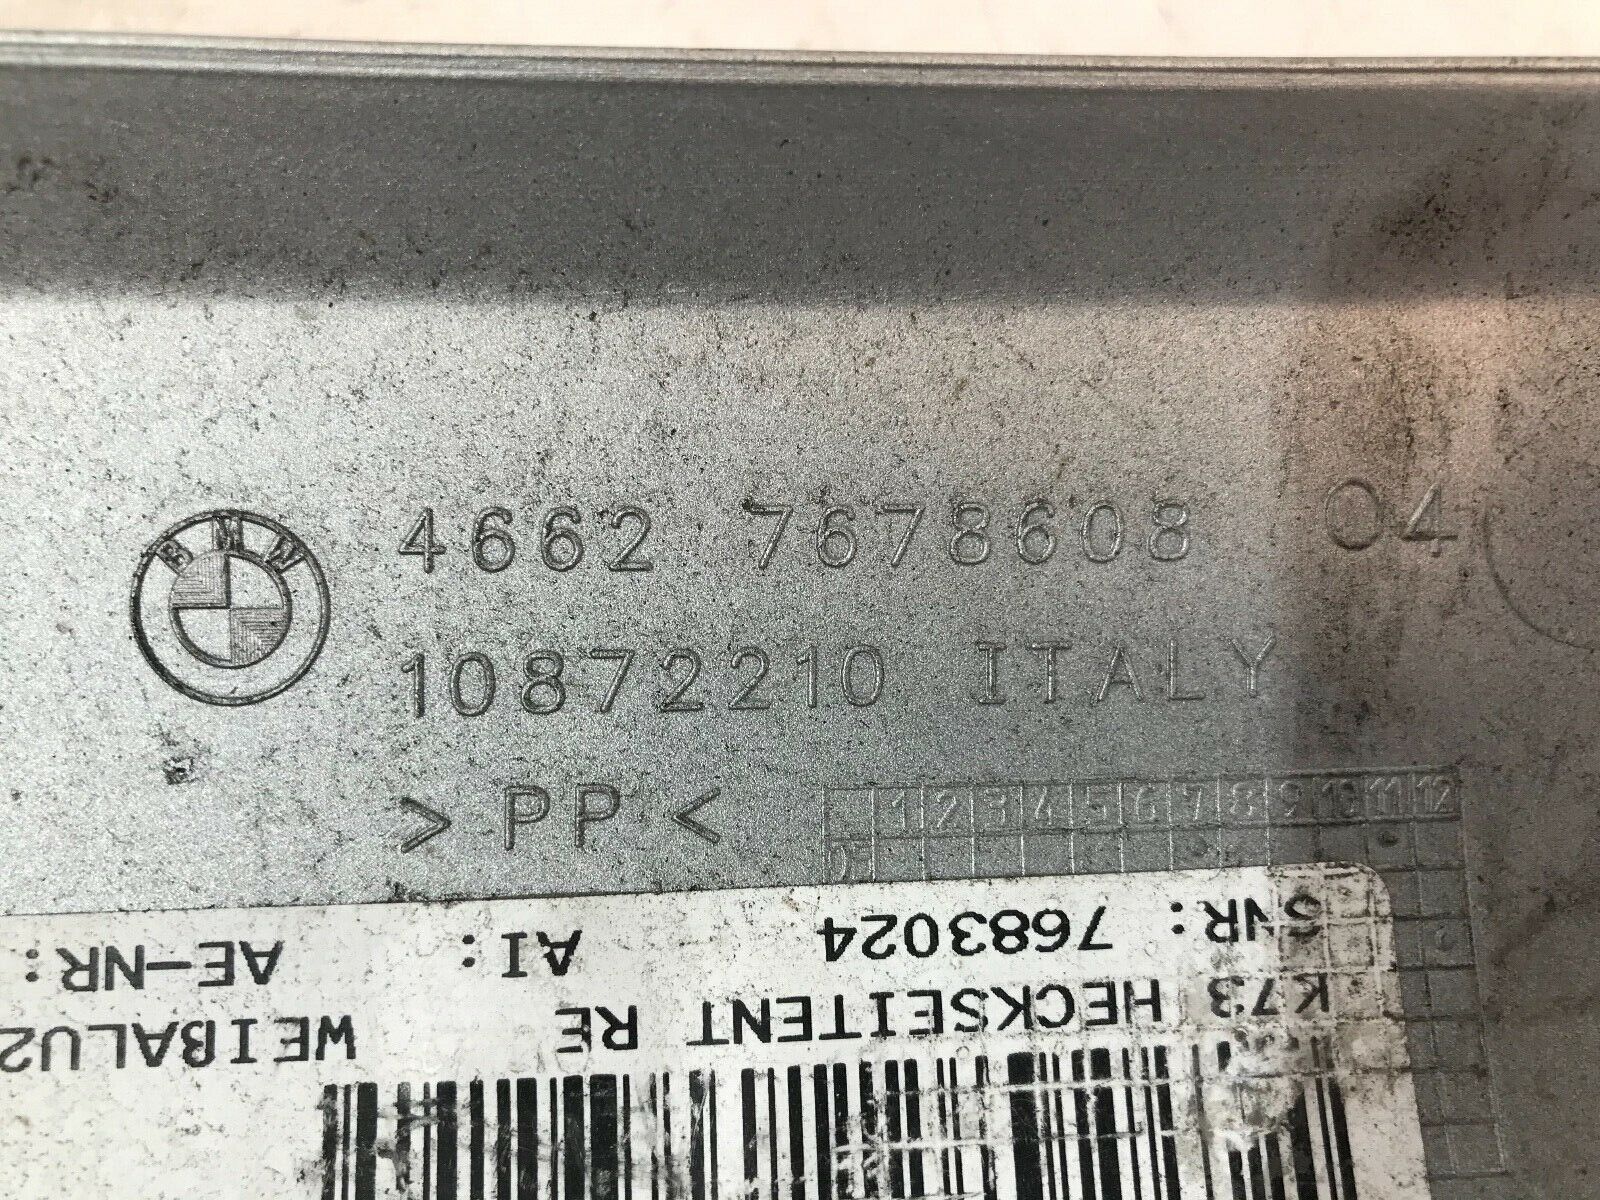 BMW
4662 7678608 04
10872210 ITALY
>PP<
1 2 3 4 5 6 7 8 9 10 11 12
SNR: 7683024 AI: AE-NR:
K73 HECKSEITENT RE WEIBALU2